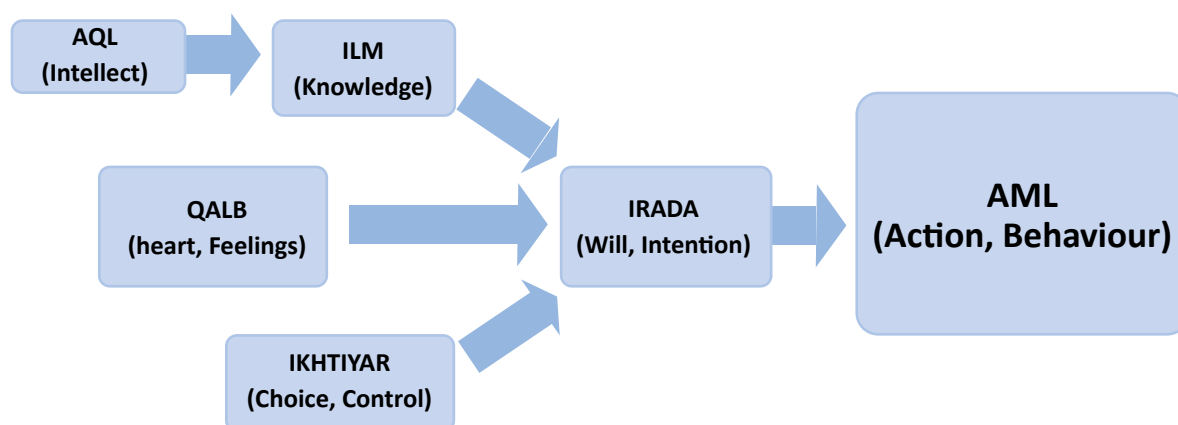 AQL
(Intellect)
ILM
(Knowledge)
QALB
(heart, Feelings)
IKHTIYAR
(Choice, Control)
IRADA
(Will, Intention)
AML
(Action, Behaviour)